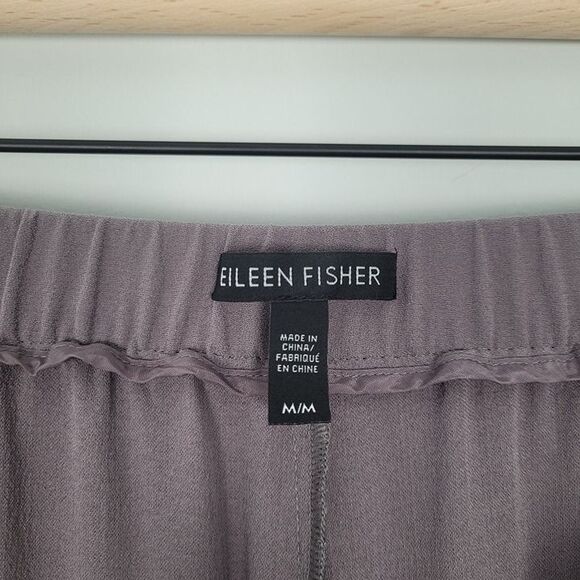 EILEEN FISHER
MADE IN
CHINA/
FABRIQUÉ
EN CHINE
M/M